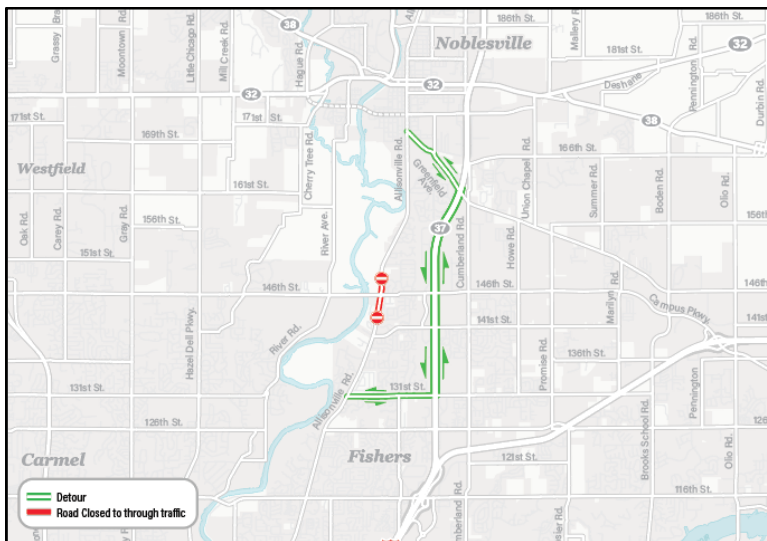 Grassy
Moontown Rd.
Little Chicago Rd.
Mill Creek Rd.
Hague Rd.
38
186th St.
Noblesville
Mallery Rd.
186th St.
181st St.
Pennington Rd.
32
Durbin Rd.
32
32
Deshane
38
171st St.
171st St.
169th St.
Cherry Tree Rd.
Allisonville Rd.
Greenfield Ave.
166th St.
Westfield
161st St.
Union Chapel Rd.
Summer Rd.
Boden Rd.
Olio Rd.
Oak Rd.
Carey Rd.
Gray Rd.
156th St.
River Ave.
37
Cumberland Rd.
Howe Rd.
156th
151st St.
146th St.
146th St.
146th
Hazel Dell Pkwy.
River Rd.
141st St.
Marilyn Rd.
Campus Pkwy.
141st
136th St.
Promise Rd.
131st St.
Allisonville Rd.
131st St.
Pennington
126th St.
126th
Carmel
Fishers
121st St.
Brooks School Rd.
Olio Rd.
116th St.
Detour
Road Closed to through traffic